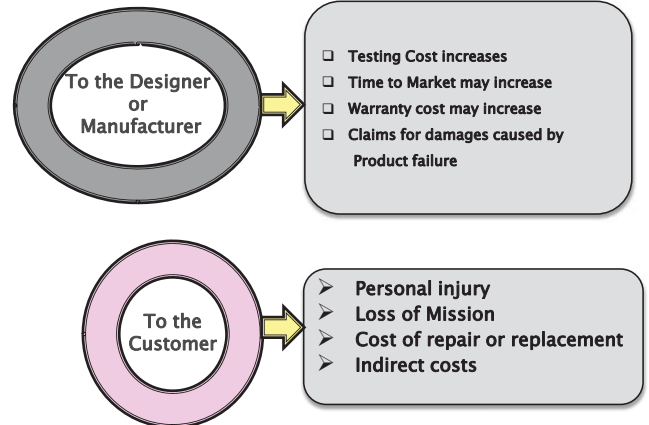 To the Designer
or
Manufacturer
❑ Testing Cost increases
❑ Time to Market may increase
❑ Warranty cost may increase
❑ Claims for damages caused by
Product failure
To the
Customer
➢ Personal injury
➢ Loss of Mission
➢ Cost of repair or replacement
➢ Indirect costs